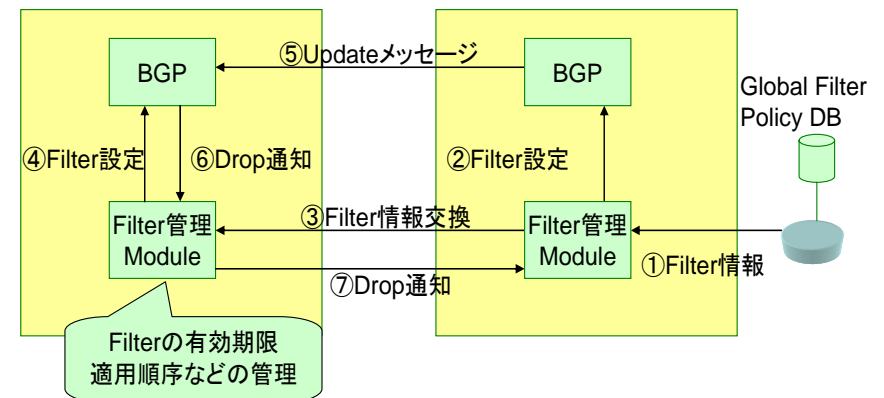 ⑤Updateメッセージ
BGP
BGP
Global Filter
Policy DB
④Filter設定
⑥Drop通知
②Filter設定
Filter管理
Module
③Filter情報交換
Filter管理
Module
①Filter情報
⑦Drop通知
Filterの有効期限
適用順序などの管理